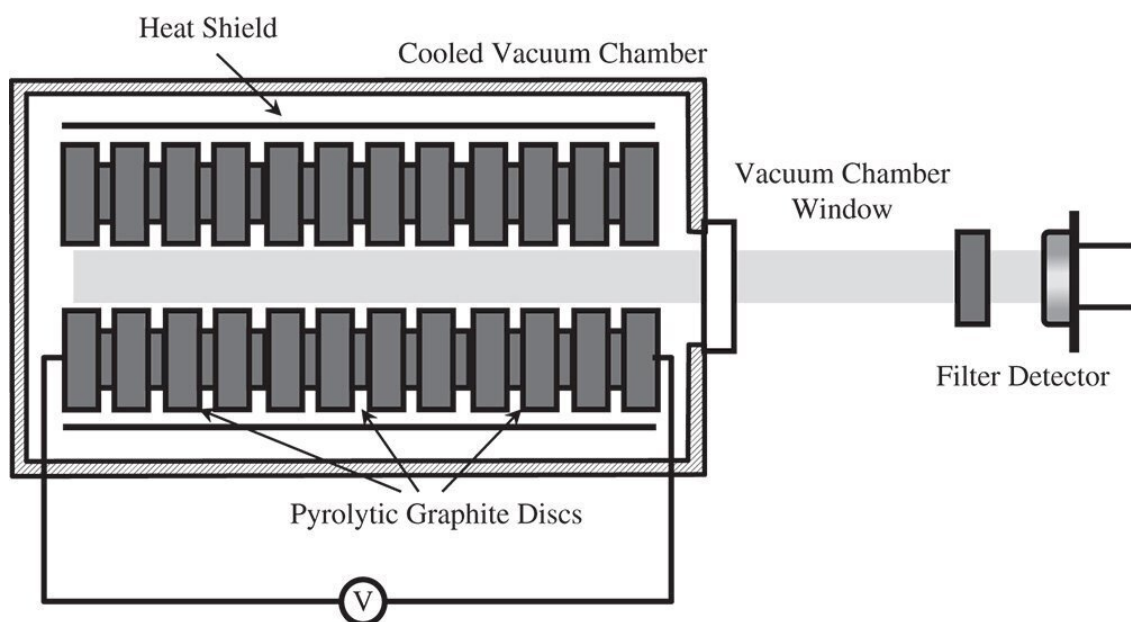 Heat Shield
Cooled Vacuum Chamber
Vacuum Chamber
Window
Filter Detector
Pyrolytic Graphite Discs
V